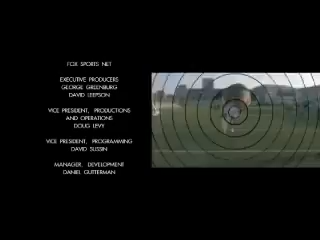 FOX SPORTS NET
EXECUTIVE PRODUCERS
GEORGE GREENBURG
DAVID LEEPSON
VICE PRESIDENT, PRODUCTIONS
AND OPERATIONS
DOUG LEVY
VICE PRESIDENT, PROGRAMMING
DAVID SUSSIN
MANAGER, DEVELOPMENT
DANIEL GUTTERMAN